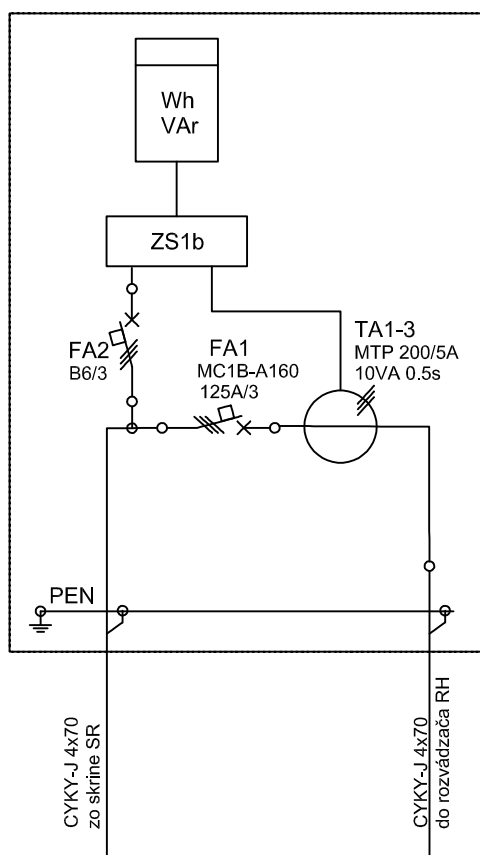 Wh
VAr
ZS1b
FA2
B6/3
FA1
MC1B-A160
125A/3
TA1-3
MTP 200/5A
10VA 0.5s
PEN
CYKY-J 4x70
zo skrine SR
CYKY-J 4x70
do rozvádzača RH